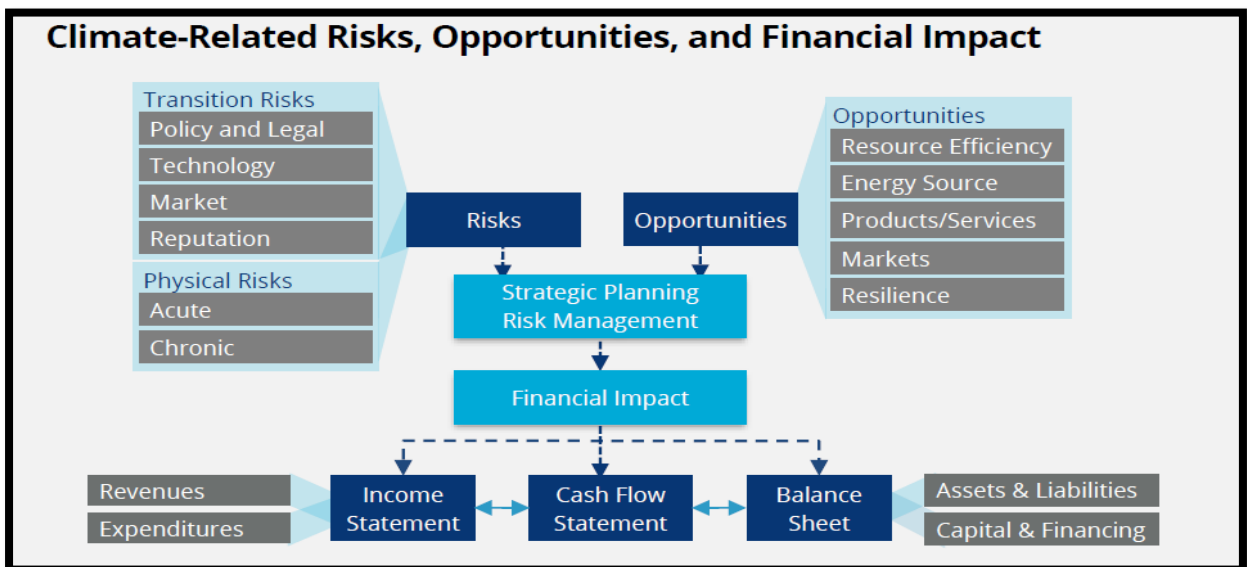 Climate-Related Risks, Opportunities, and Financial Impact
Transition Risks
Policy and Legal
Technology
Market
Reputation
Physical Risks
Acute
Chronic
Risks
Opportunities
Opportunities
Resource Efficiency
Energy Source
Products/Services
Markets
Resilience
Strategic Planning
Risk Management
Financial Impact
Revenues
Expenditures
Income
Statement
Cash Flow
Statement
Balance
Sheet
Assets & Liabilities
Capital & Financing